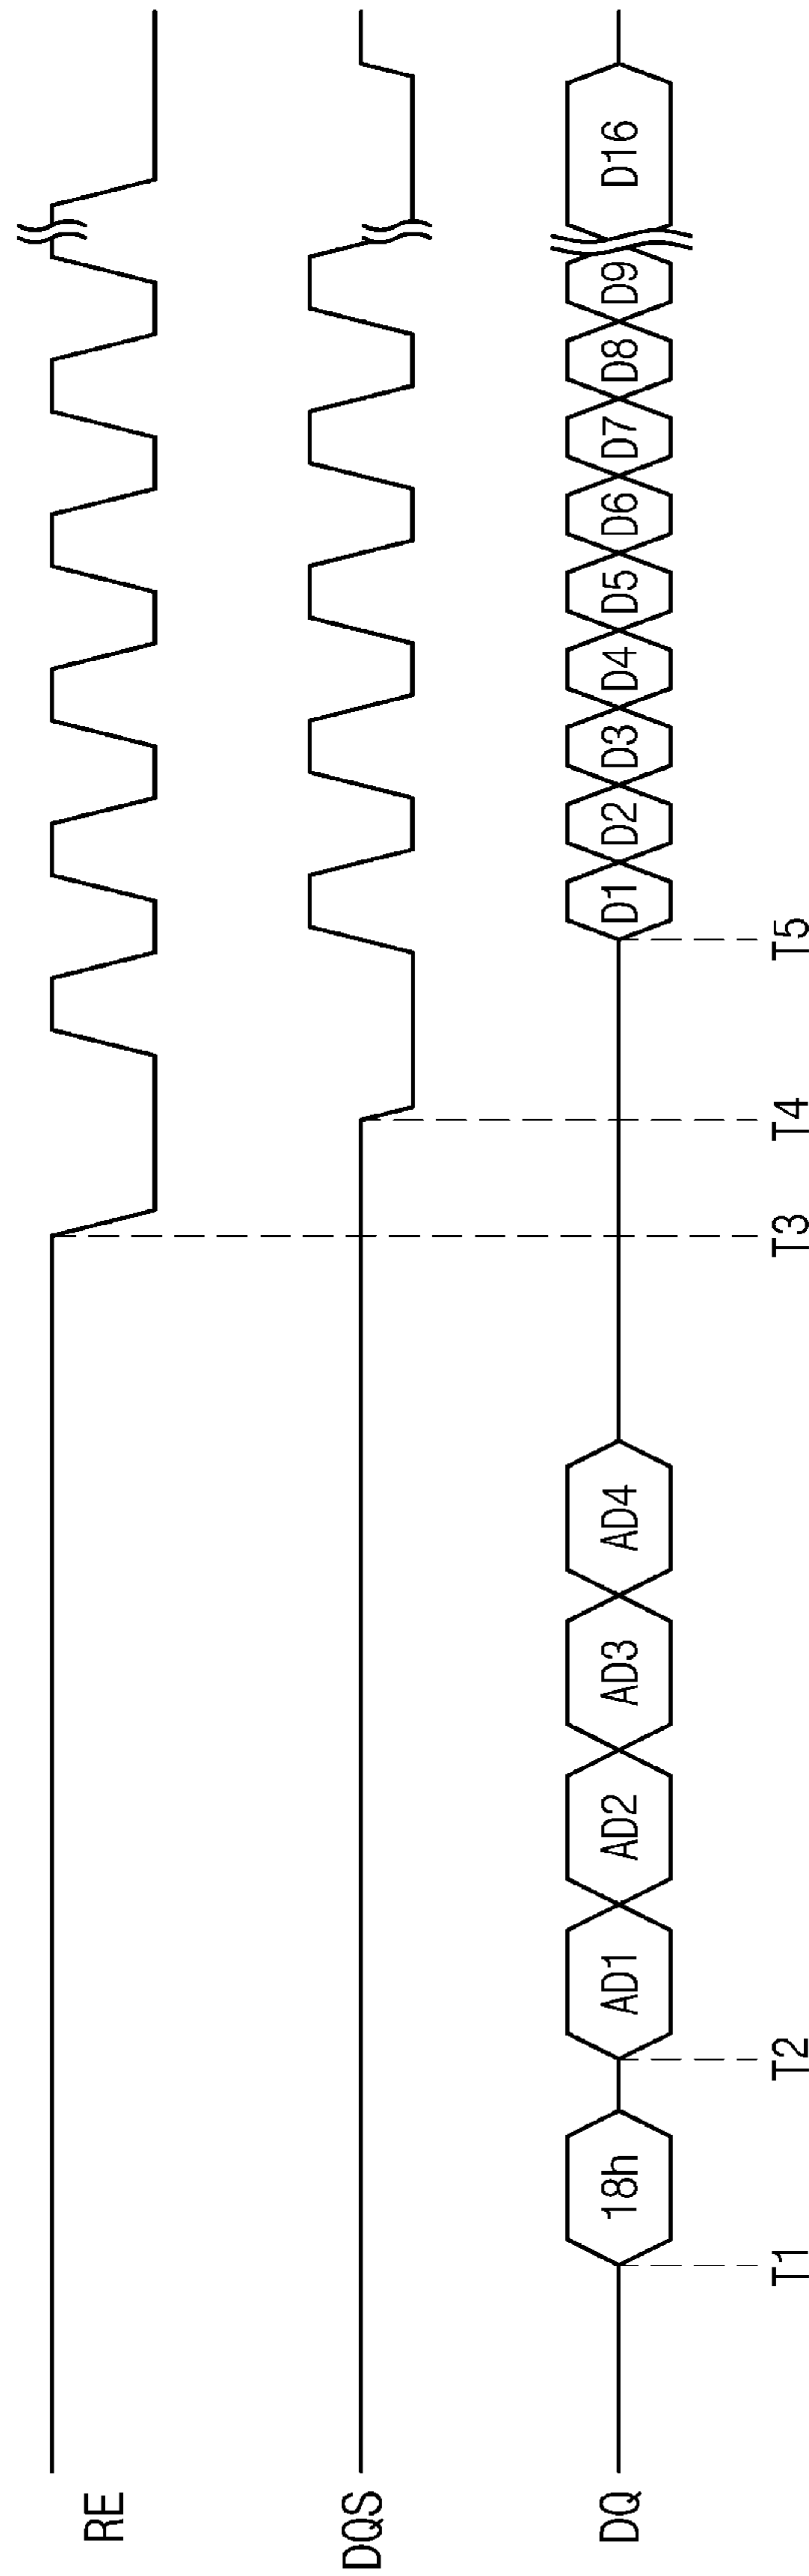 RE
DQS
DQ
18h AD1 AD2 AD3 AD4 D1 D2 D3 D4 D5 D6 D7 D8 D9 D16
T1 T2 T3 T4 T5